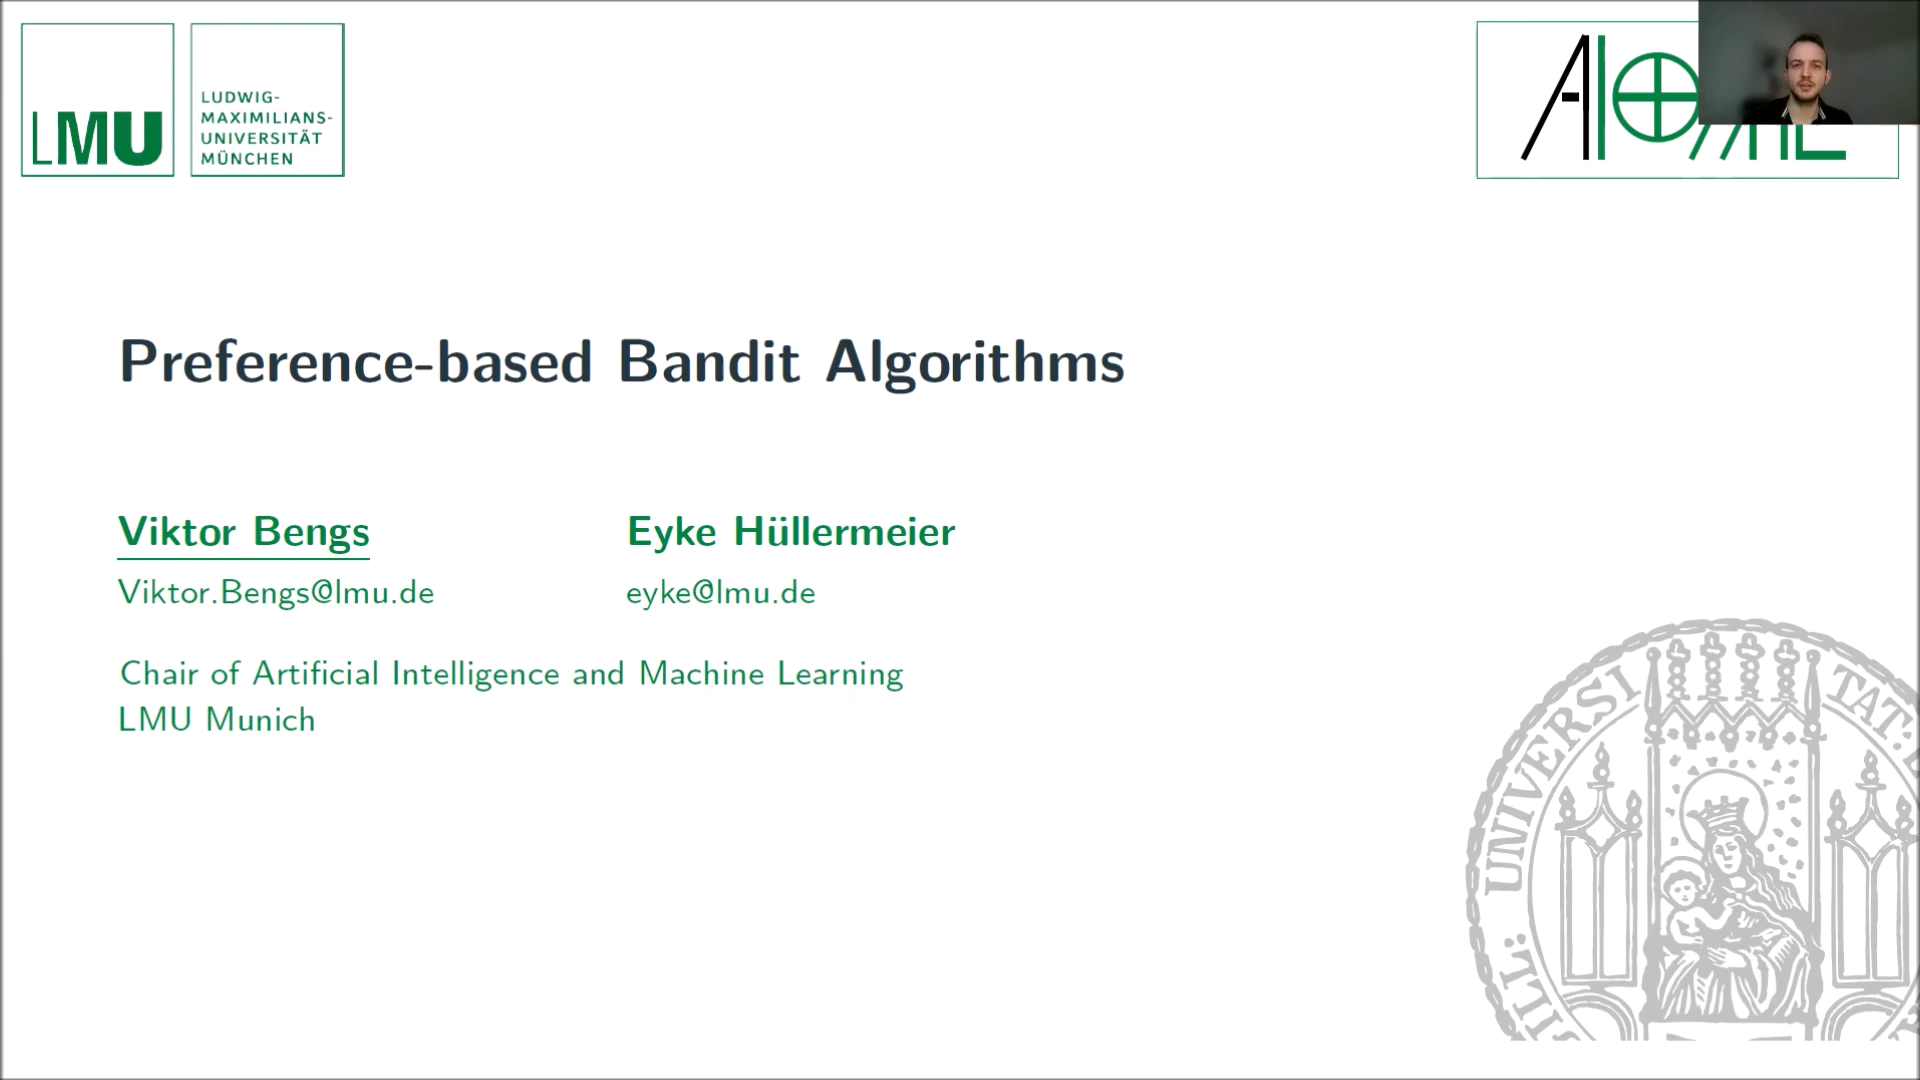 LMU
LUDWIG-
MAXIMILIANS-
UNIVERSITÄT
MÜNCHEN
Preference-based Bandit Algorithms
Viktor Bengs
Eyke Hüllermeier
Viktor.Bengs@lmu.de
eyke@lmu.de
Chair of Artificial Intelligence and Machine Learning
LMU Munich
UNIVERSI
TAT: